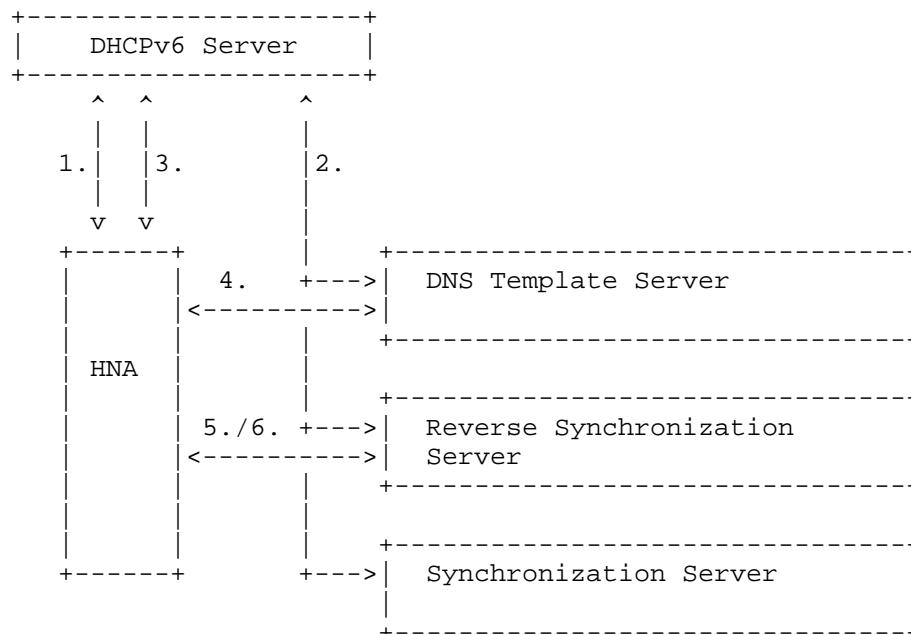 DHCPv6 Server
1. 3. 2.
4. DNS Template Server
HNA
5./6. Reverse Synchronization
Server
Synchronization Server